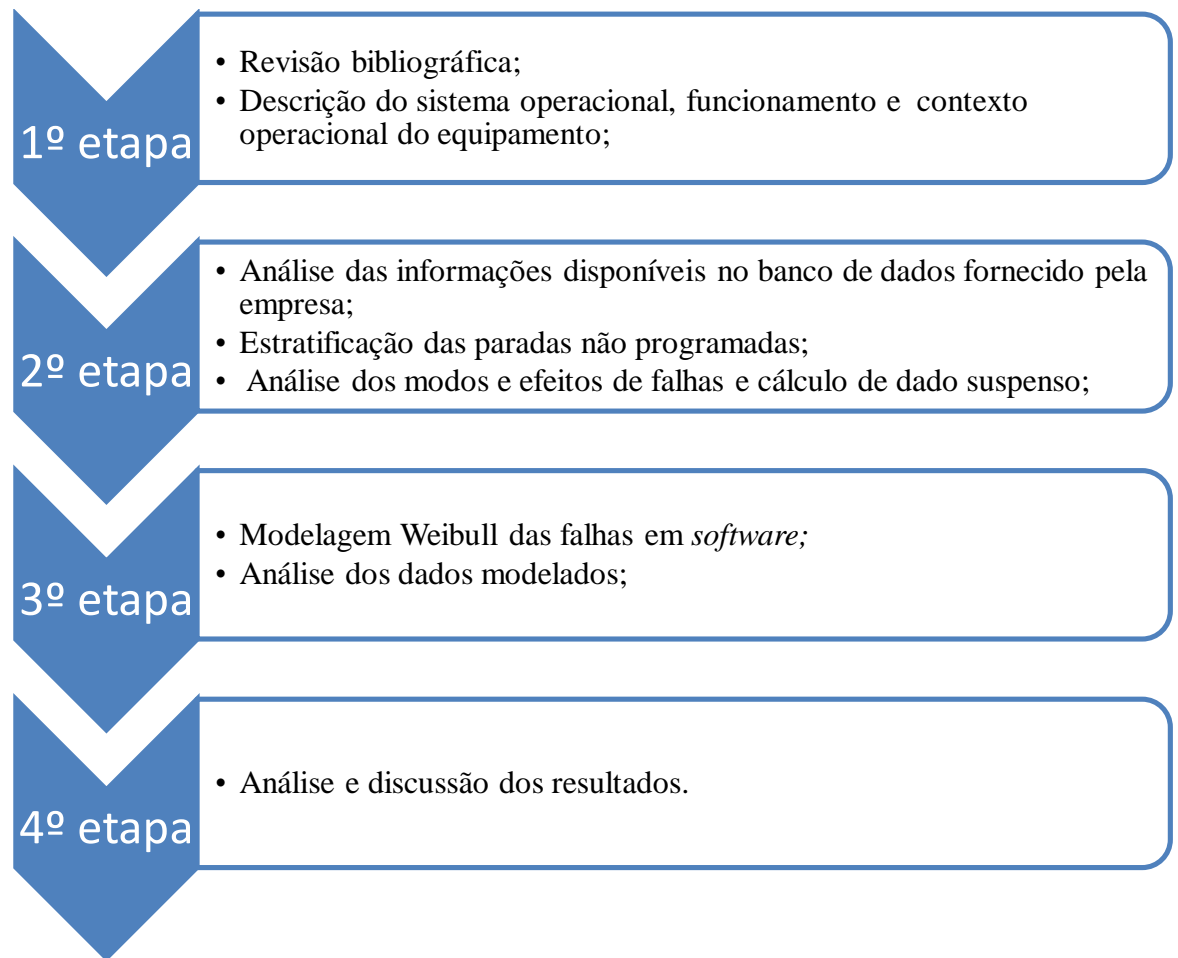 1º etapa
• Revisão bibliográfica;
• Descrição do sistema operacional, funcionamento e contexto
operacional do equipamento;
2º etapa
• Análise das informações disponíveis no banco de dados fornecido pela
empresa;
• Estratificação das paradas não programadas;
• Análise dos modos e efeitos de falhas e cálculo de dado suspenso;
3º etapa
• Modelagem Weibull das falhas em software;
• Análise dos dados modelados;
4º etapa
• Análise e discussão dos resultados.